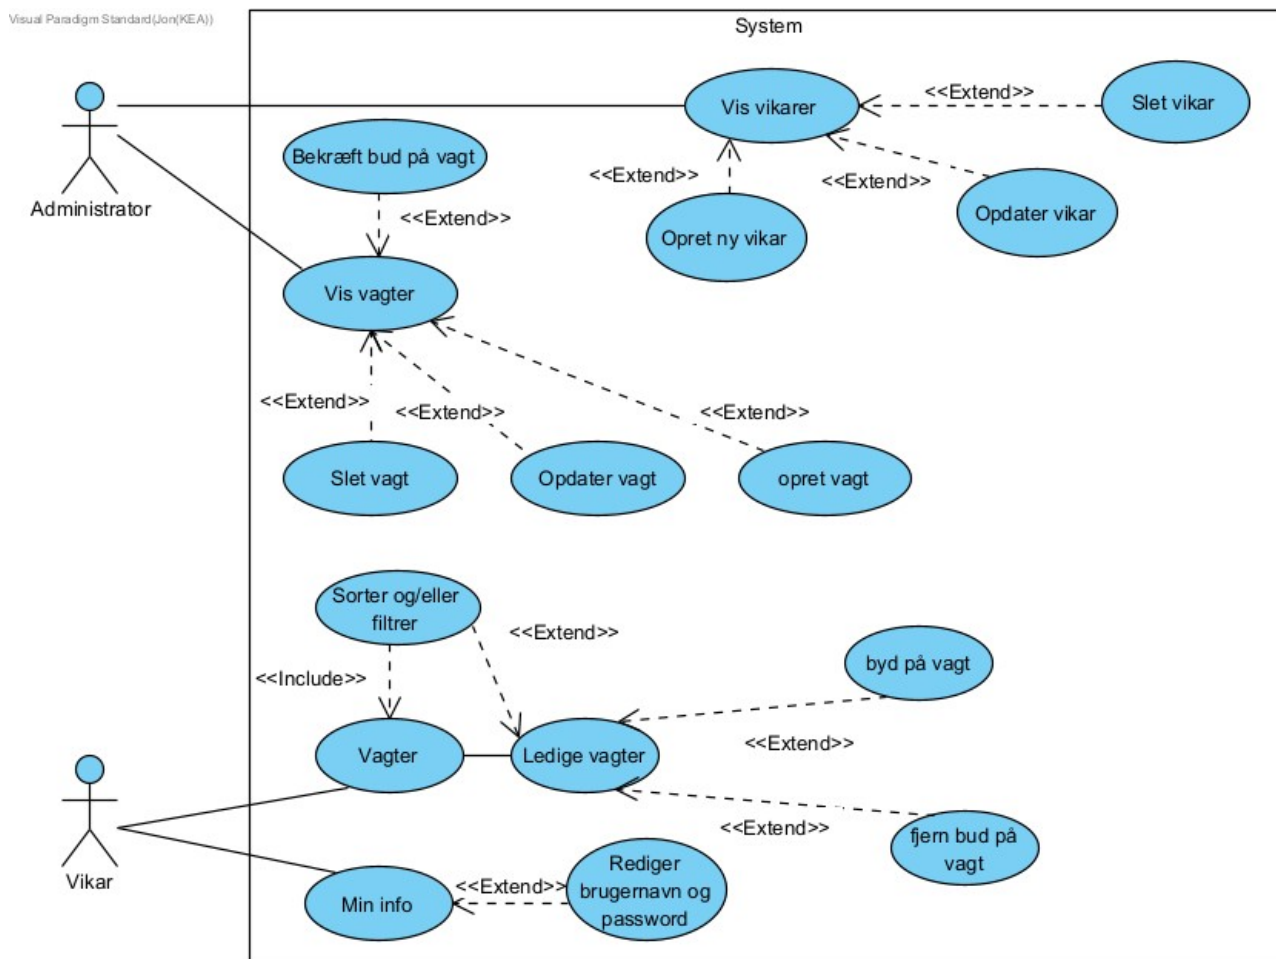 Visual Paradigm Standard(Jon(KEA))
System
Administrator
Vis vikarer
<<Extend>>
Slet vikar
Bekræft bud på vagt
<<Extend>>
<<Extend>>
<<Extend>>
Opret ny vikar
Opdater vikar
Vis vagter
<<Extend>>
<<Extend>>
<<Extend>>
Slet vagt
Opdater vagt
opret vagt
Sorter og/eller
filtrer
<<Extend>>
<<Include>>
byd på vagt
<<Extend>>
Vagter
Ledige vagter
Vikar
<<Extend>>
fjern bud på
vagt
Min info
<<Extend>>
Rediger
brugernavn og
password